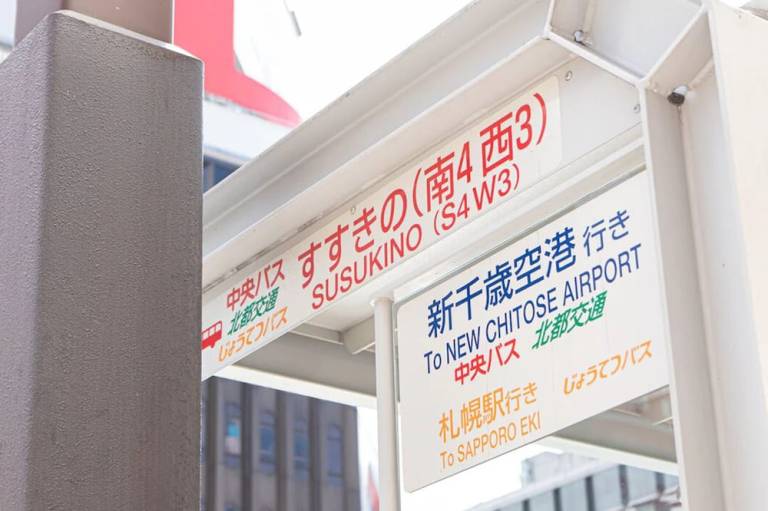 中央バス
北都交通
じょうてつバス
すすきの(南4 西3)
SUSUKINO (S4W3)
新千歳空港 行き
To NEW CHITOSE AIRPORT
中央バス 北都交通
札幌駅行き じょうてつバス
To SAPPORO EKI